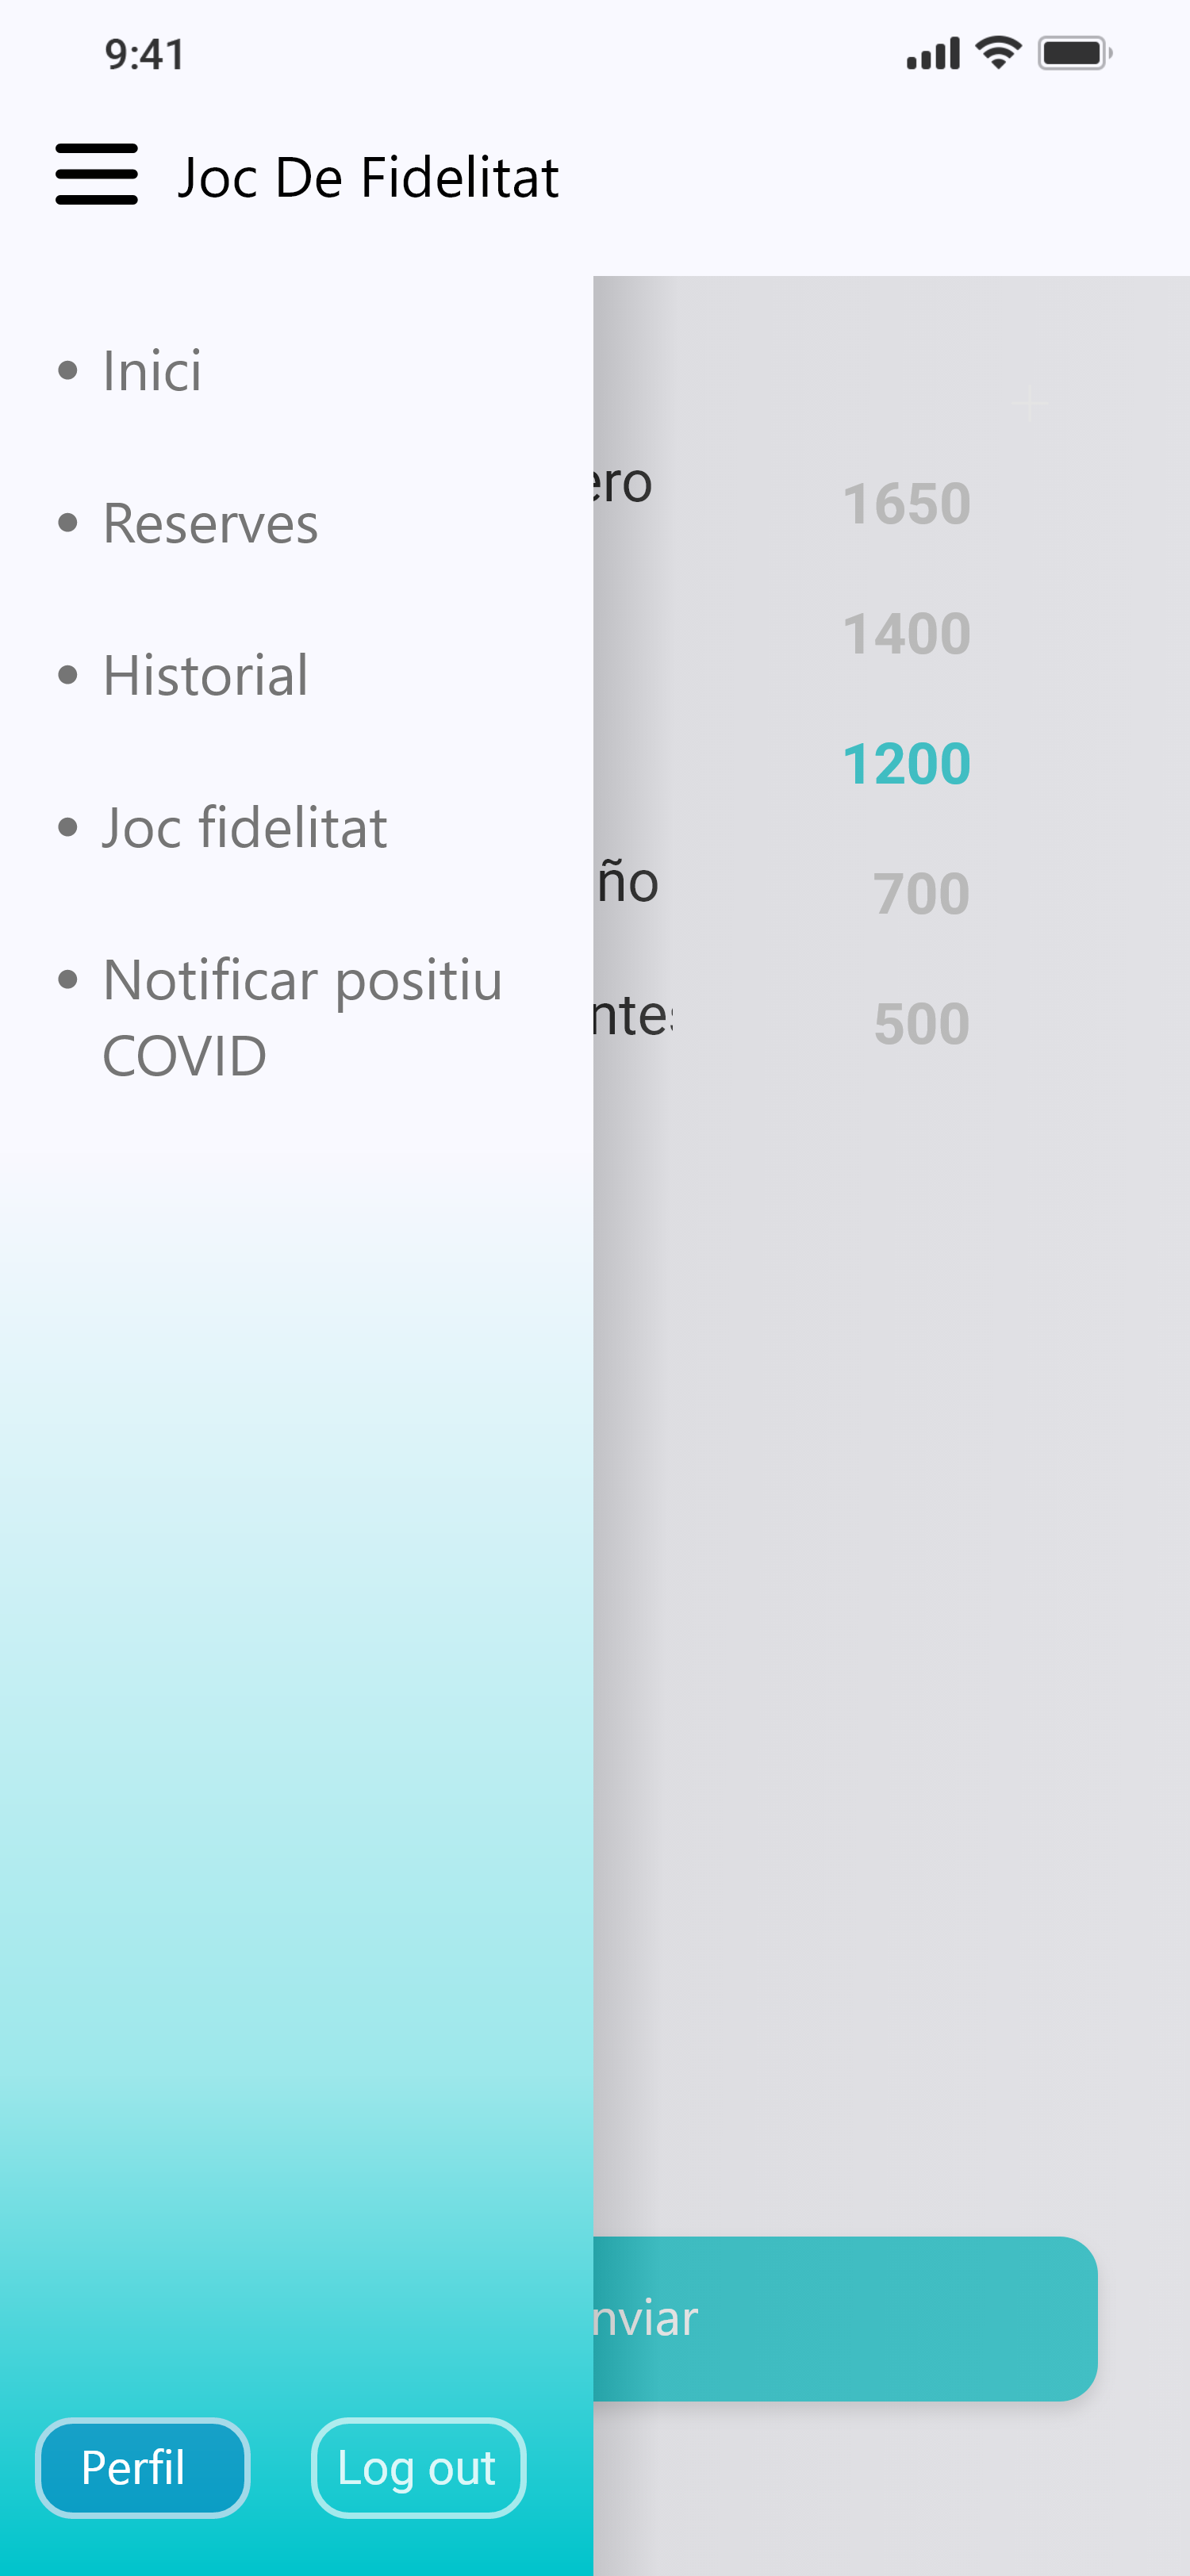 9:41
Joc De Fidelitat
Inici
Reserves
Historial
Joc fidelitat
Notificar positiu
COVID
ero
1650
1400
1200
ño
700
ntes
500
nviar
Perfil
Log out